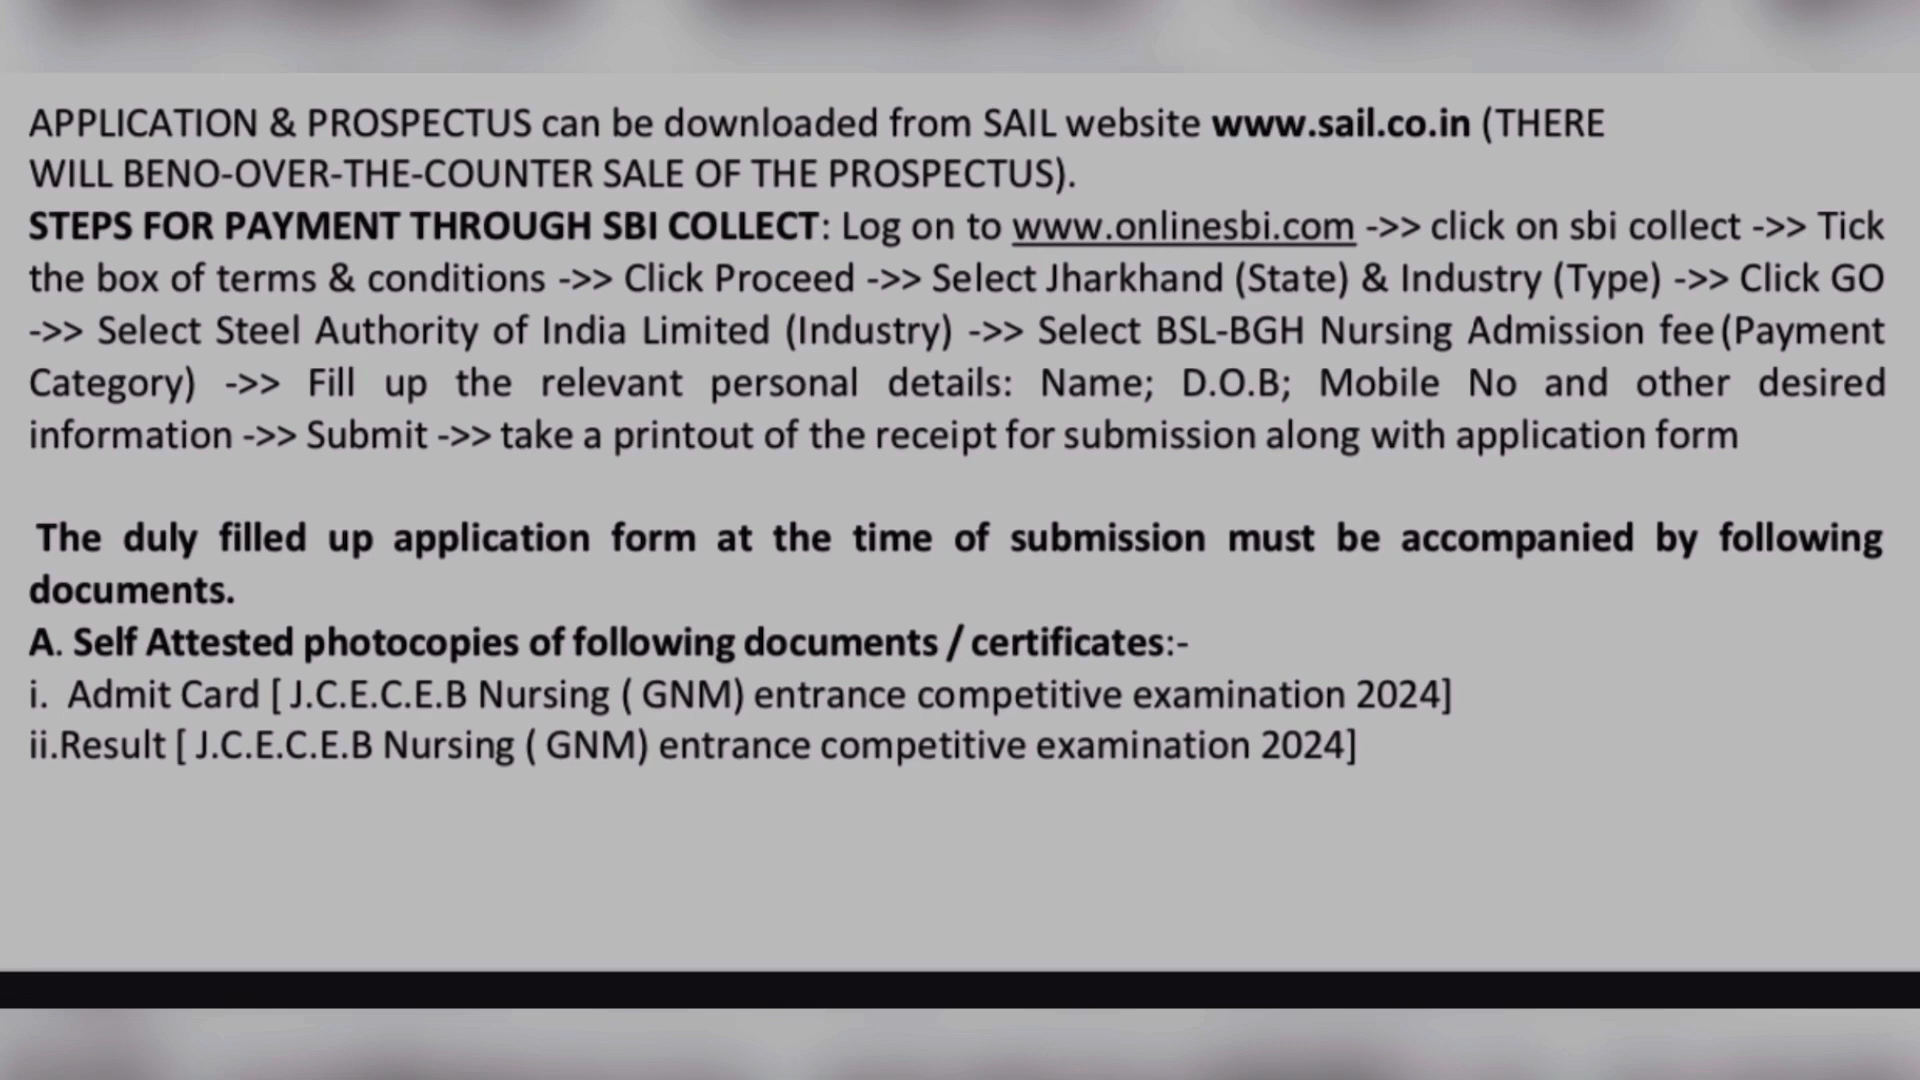 APPLICATION & PROSPECTUS can be downloaded from SAIL website www.sail.co.in (THERE
WILL BENO-OVER-THE-COUNTER SALE OF THE PROSPECTUS).
STEPS FOR PAYMENT THROUGH SBI COLLECT: Log on to www.onlinesbi.com ->> click on sbi collect ->> Tick
the box of terms & conditions ->> Click Proceed ->> Select Jharkhand (State) & Industry (Type) ->> Click GO
->> Select Steel Authority of India Limited (Industry) ->> Select BSL-BGH Nursing Admission fee(Payment
Category) ->> Fill up the relevant personal details: Name; D.O.B; Mobile No and other desired
information ->> Submit ->> take a printout of the receipt for submission along with application form
The duly filled up application form at the time of submission must be accompanied by following
documents.
A. Self Attested photocopies of following documents / certificates:-
i. Admit Card [ J.C.E.C.E.B Nursing ( GNM) entrance competitive examination 2024]
ii.Result [ J.C.E.C.E.B Nursing ( GNM) entrance competitive examination 2024]